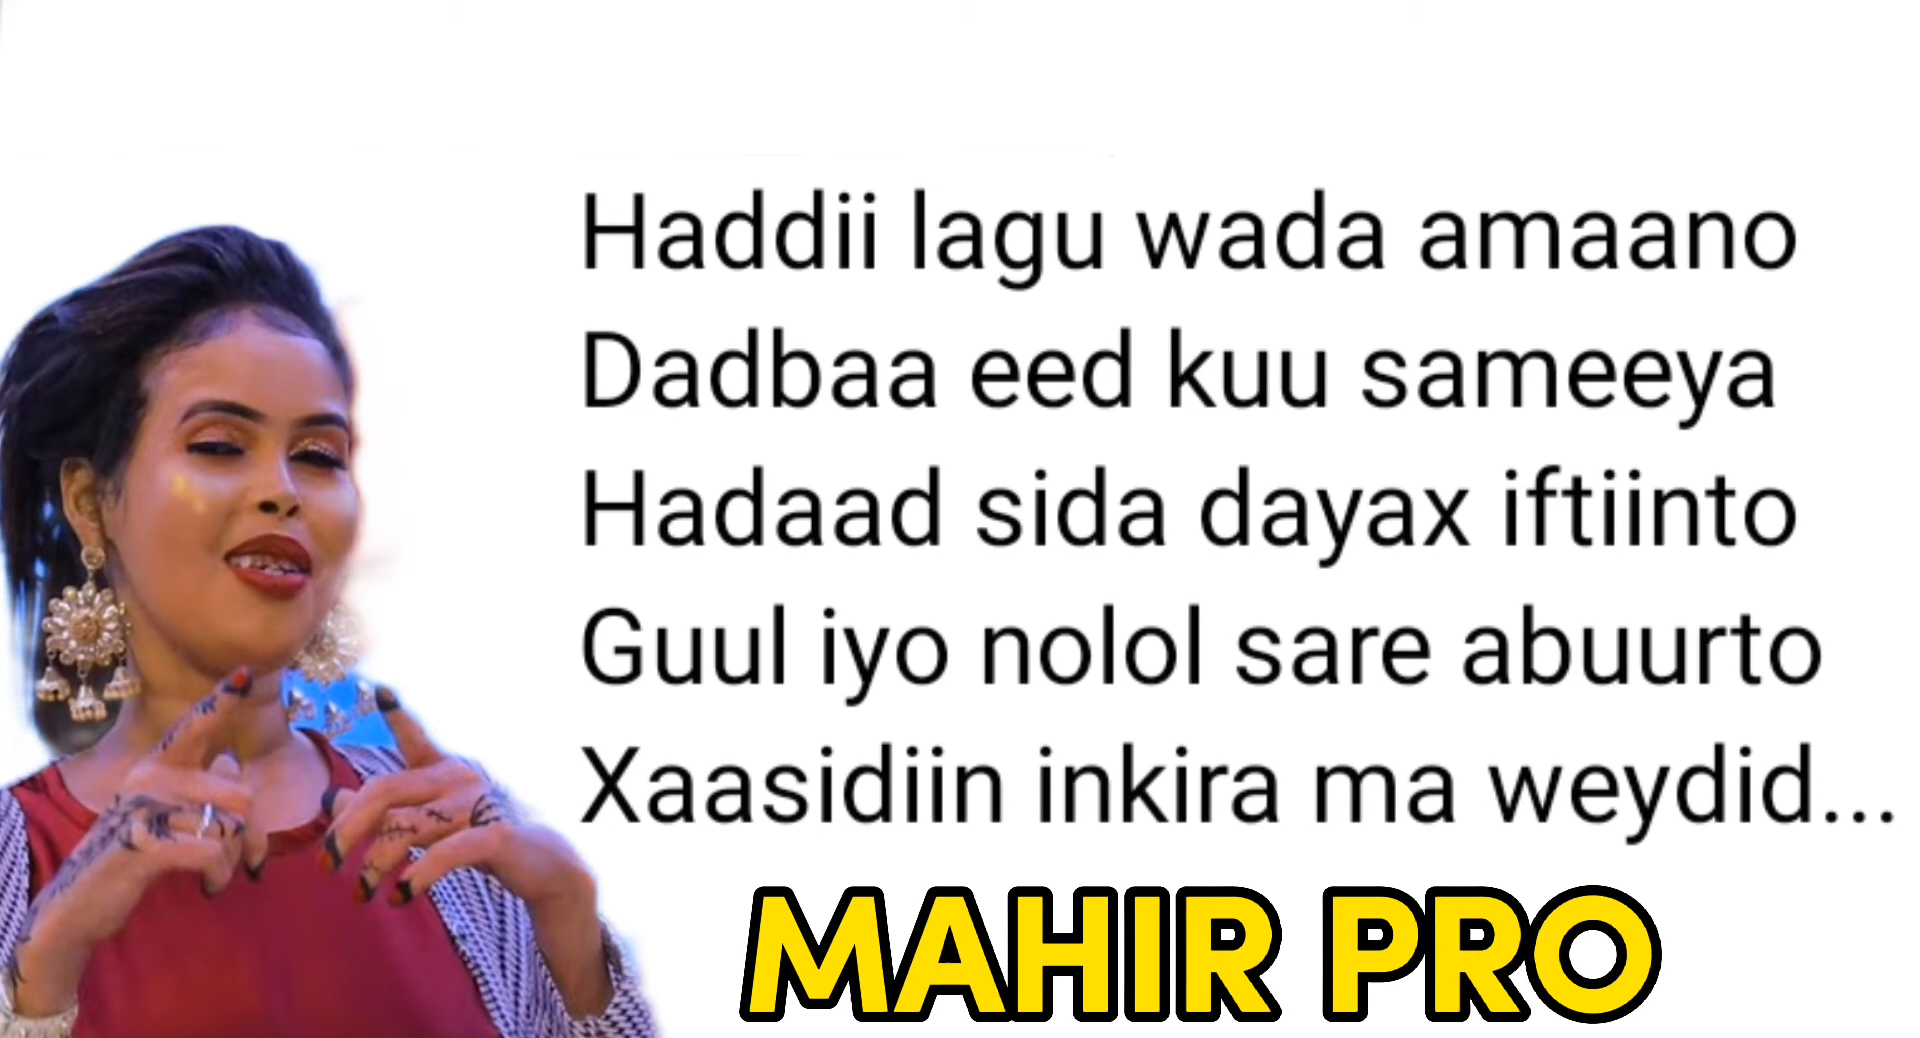 Haddii lagu wada amaano
Dadbaa eed kuu sameeya
Hadaad sida dayax iftiinto
Guul iyo nolol sare abuurto
Xaasidiin inkira ma weydid...
MAHIR PRO